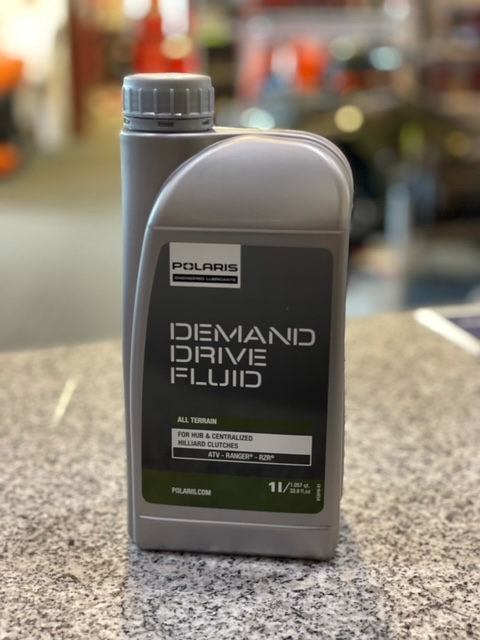 POLARIS
ENGINEERED LUBRICANTS
DEMAND
DRIVE
FLUID
ALL TERRAIN
FOR HUB & CENTRALIZED
HILLIARD CLUTCHES
ATV - RANGER® - RZR®
POLARIS.COM
1l/ 1.057 qt.
33.8 fl oz